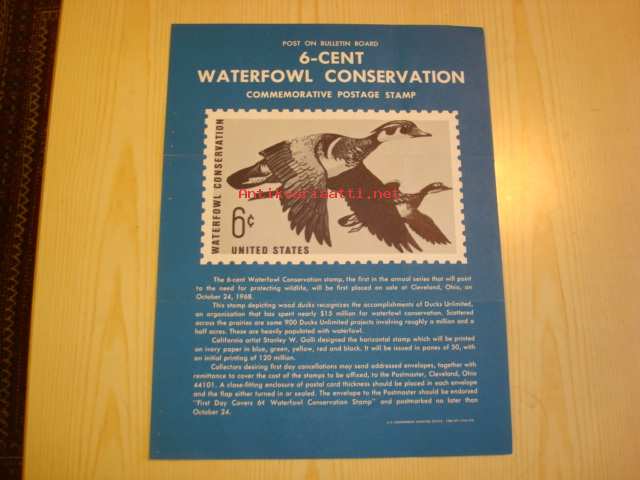 POST ON BULLETIN BOARD
6-CENT
WATERFOWL CONSERVATION
COMMEMORATIVE POSTAGE STAMP
WATERFOWL CONSERVATION
Antikvariaatti.net
6¢
UNITED STATES
The 6-cent Waterfowl Conservation stamp, the first in the annual series that will point
to the need for protecting wildlife, will be first placed on sale at Cleveland, Ohio, on
October 24, 1968.
This stamp depicting wood ducks recognizes the accomplishments of Ducks Unlimited,
an organization that has spent nearly $15 million for waterfowl conservation. Scattered
across the prairies are some 900 Ducks Unlimited projects involving roughly a million and a
half acres. These are heavily populated with waterfowl.
California artist Stanley W. Galli designed the horizontal stamp which will be printed
on ivory paper in blue, green, yellow, red and black. It will be issued in panes of 50, with
an initial printing of 120 million.
Collectors desiring first day cancellations may send addressed envelopes, together with
remittance to cover the cost of the stamps to be affixed, to the Postmaster, Cleveland, Ohio
44101. A close-fitting enclosure of postal card thickness should be placed in each envelope
and the flap either turned in or sealed. The envelope to the Postmaster should be endorsed
"First Day Covers 6¢ Waterfowl Conservation Stamp" and postmarked no later than
October 24.